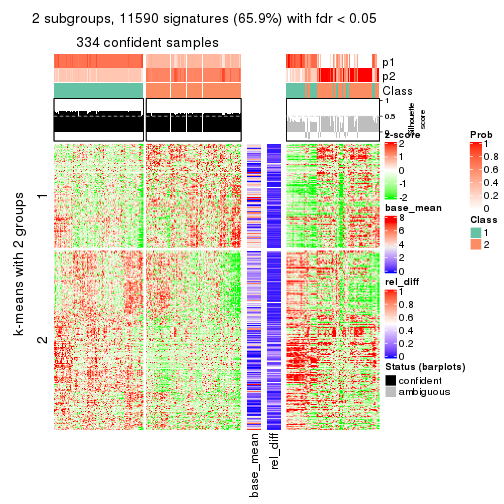 2 subgroups, 11590 signatures (65.9%) with fdr < 0.05
334 confident samples
p1
p2
Class
1
0.5
0
Silhouette
score
k-means with 2 groups
1
2
base_mean
rel_diff
z-score
2
1
0
-1
-2
base_mean
8
6
4
2
0
rel_diff
1
0.8
0.6
0.4
0.2
0
Status (barplots)
confident
ambiguous
Prob
1
0.8
0.6
0.4
0.2
0
Class
1
2